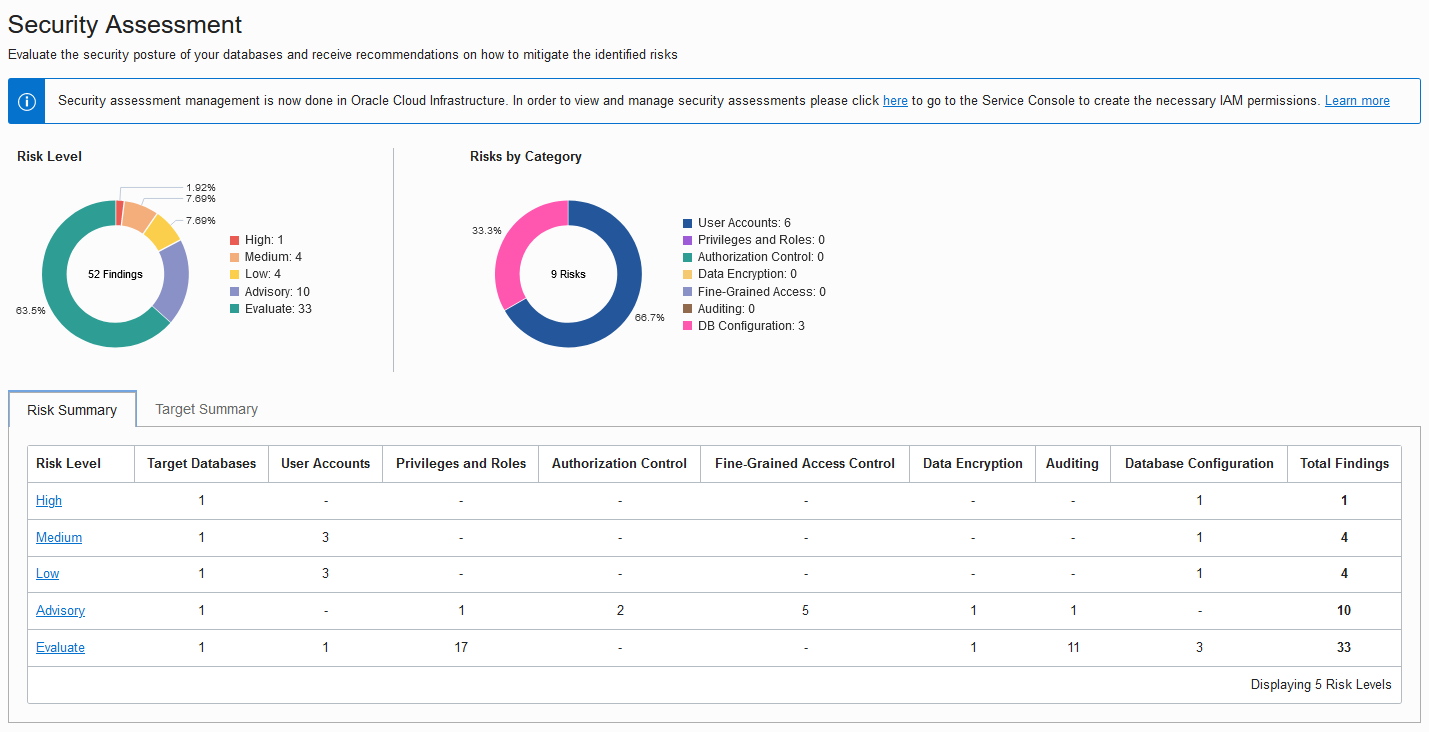 Security Assessment
Evaluate the security posture of your databases and receive recommendations on how to mitigate the identified risks
Security assessment management is now done in Oracle Cloud Infrastructure. In order to view and manage security assessments please click here to go to the Service Console to create the necessary IAM permissions. Learn more
Risk Level
1.92%
7.69%
7.69%
63.5%
52 Findings
High: 1
Medium: 4
Low: 4
Advisory: 10
Evaluate: 33
Risks by Category
33.3%
66.7%
9 Risks
User Accounts: 6
Privileges and Roles: 0
Authorization Control: 0
Data Encryption: 0
Fine-Grained Access: 0
Auditing: 0
DB Configuration: 3
Risk Summary Target Summary
Risk Level Target Databases User Accounts Privileges and Roles Authorization Control Fine-Grained Access Control Data Encryption Auditing Database Configuration Total Findings
High 1 - - - - - - 1 1
Medium 1 3 - - - - - 1 4
Low 1 3 - - - - - 1 4
Advisory 1 - 1 2 5 1 1 - 10
Evaluate 1 1 17 - - 1 11 3 33
Displaying 5 Risk Levels